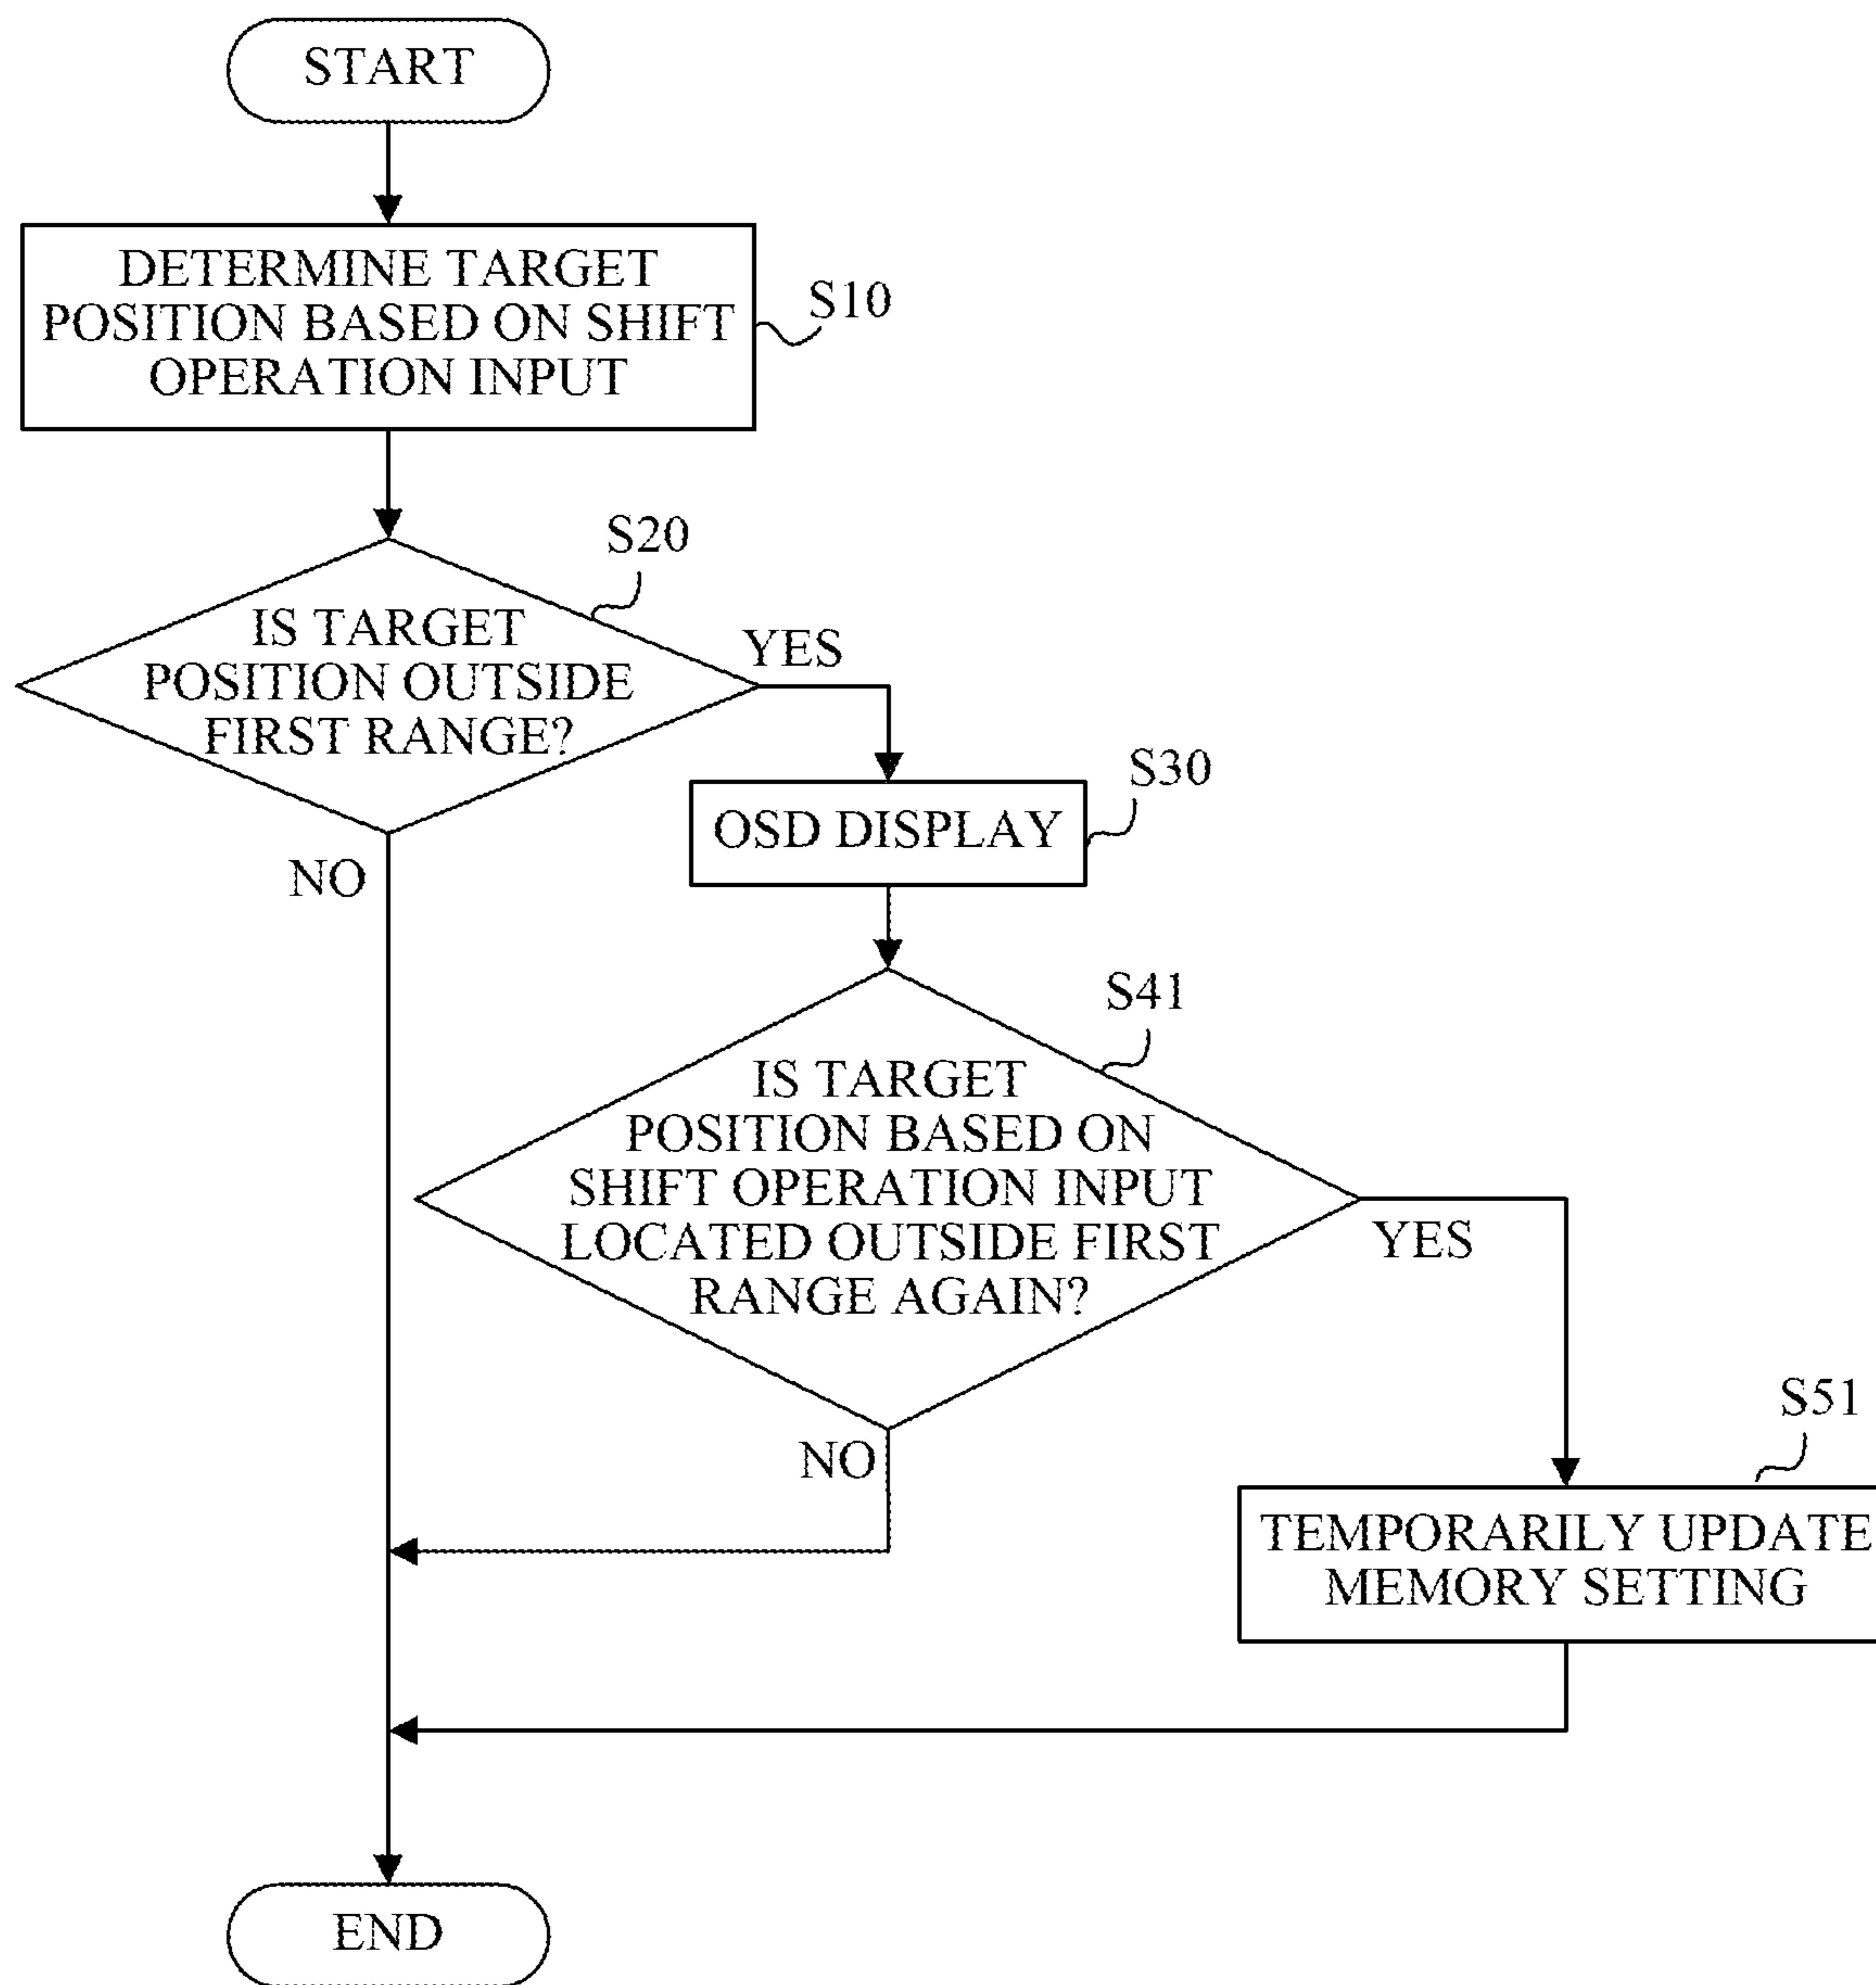 START
DETERMINE TARGET
POSITION BASED ON SHIFT
OPERATION INPUT
S10
S20
IS TARGET
POSITION OUTSIDE
FIRST RANGE?
YES
NO
S30
OSD DISPLAY
S41
IS TARGET
POSITION BASED ON
SHIFT OPERATION INPUT
LOCATED OUTSIDE FIRST
RANGE AGAIN?
YES
NO
S51
TEMPORARILY UPDATE
MEMORY SETTING
END